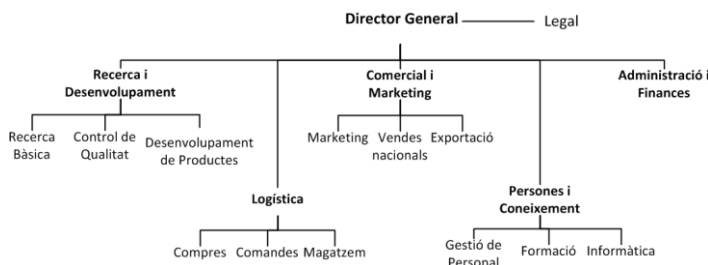 Director General
Legal
Recerca i
Desenvolupament
Comercial i
Marketing
Administració i
Finances
Recerca
Bàsica
Control de
Qualitat
Desenvolupament
de Productes
Marketing
Vendes
nacionals
Exportació
Logística
Persones i
Coneixement
Compres
Comandes
Magatzem
Gestió de
Personal
Formació
Informàtica